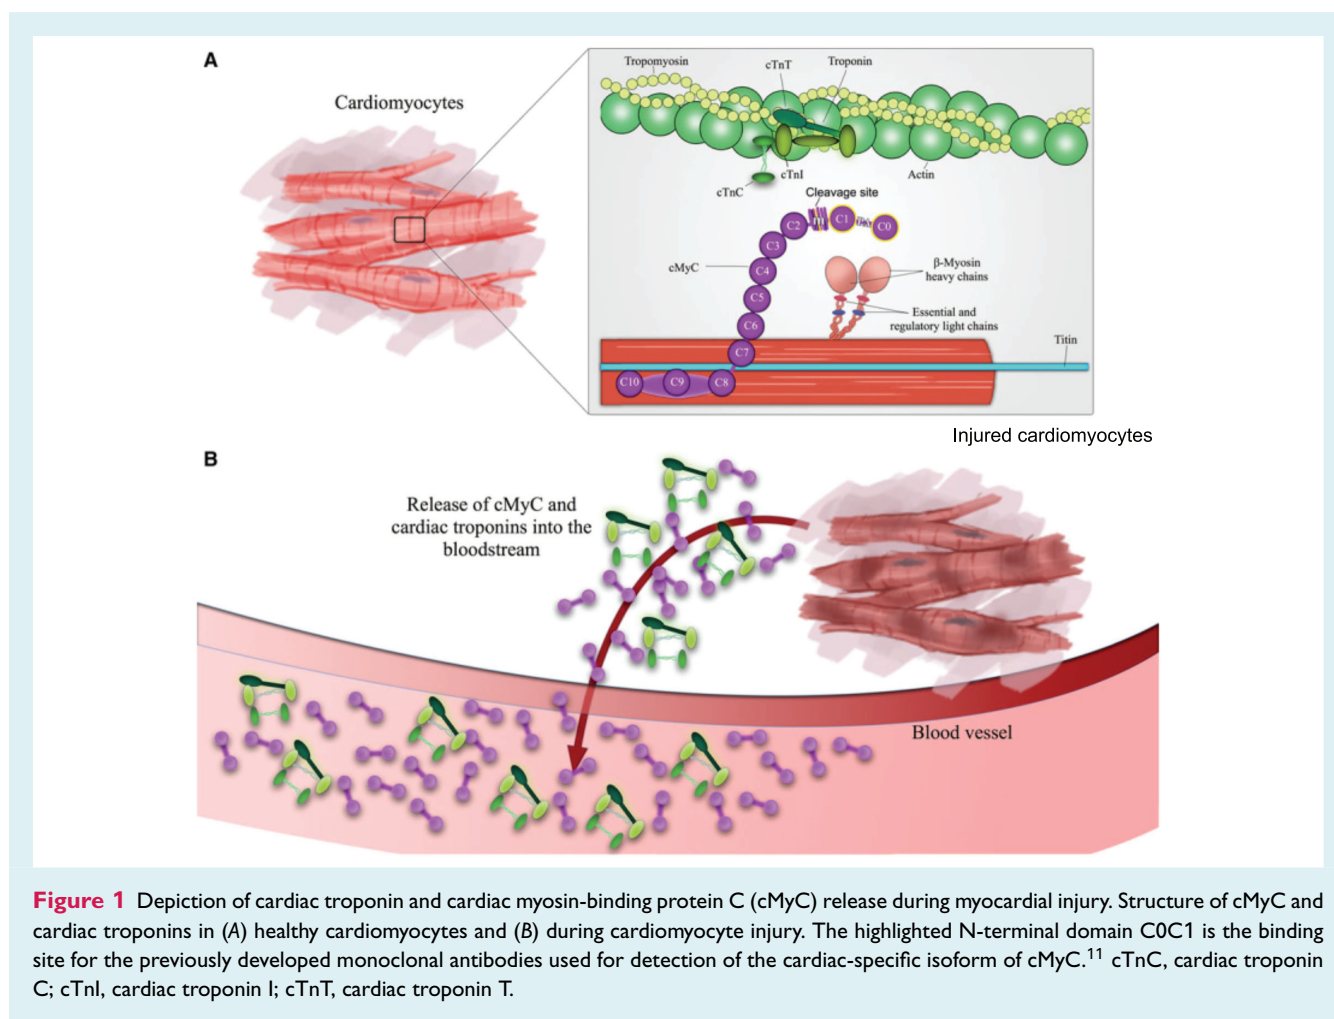 A
Cardiomyocytes
Tropomyosin
cTnT
Troponin
cTnC
cTnI
Actin
Cleavage site
C2
m
C1
C0
C3
cMyC
C4
β-Myosin
heavy chains
C5
Essential and
regulatory light chains
C6
C7
Titin
C10
C9
C8
Injured cardiomyocytes
B
Release of cMyC and
cardiac troponins into the
bloodstream
Blood vessel
Figure 1 Depiction of cardiac troponin and cardiac myosin-binding protein C (cMyC) release during myocardial injury. Structure of cMyC and
cardiac troponins in (A) healthy cardiomyocytes and (B) during cardiomyocyte injury. The highlighted N-terminal domain C0C1 is the binding
site for the previously developed monoclonal antibodies used for detection of the cardiac-specific isoform of cMyC.11 cTnC, cardiac troponin
C; cTnI, cardiac troponin I; cTnT, cardiac troponin T.